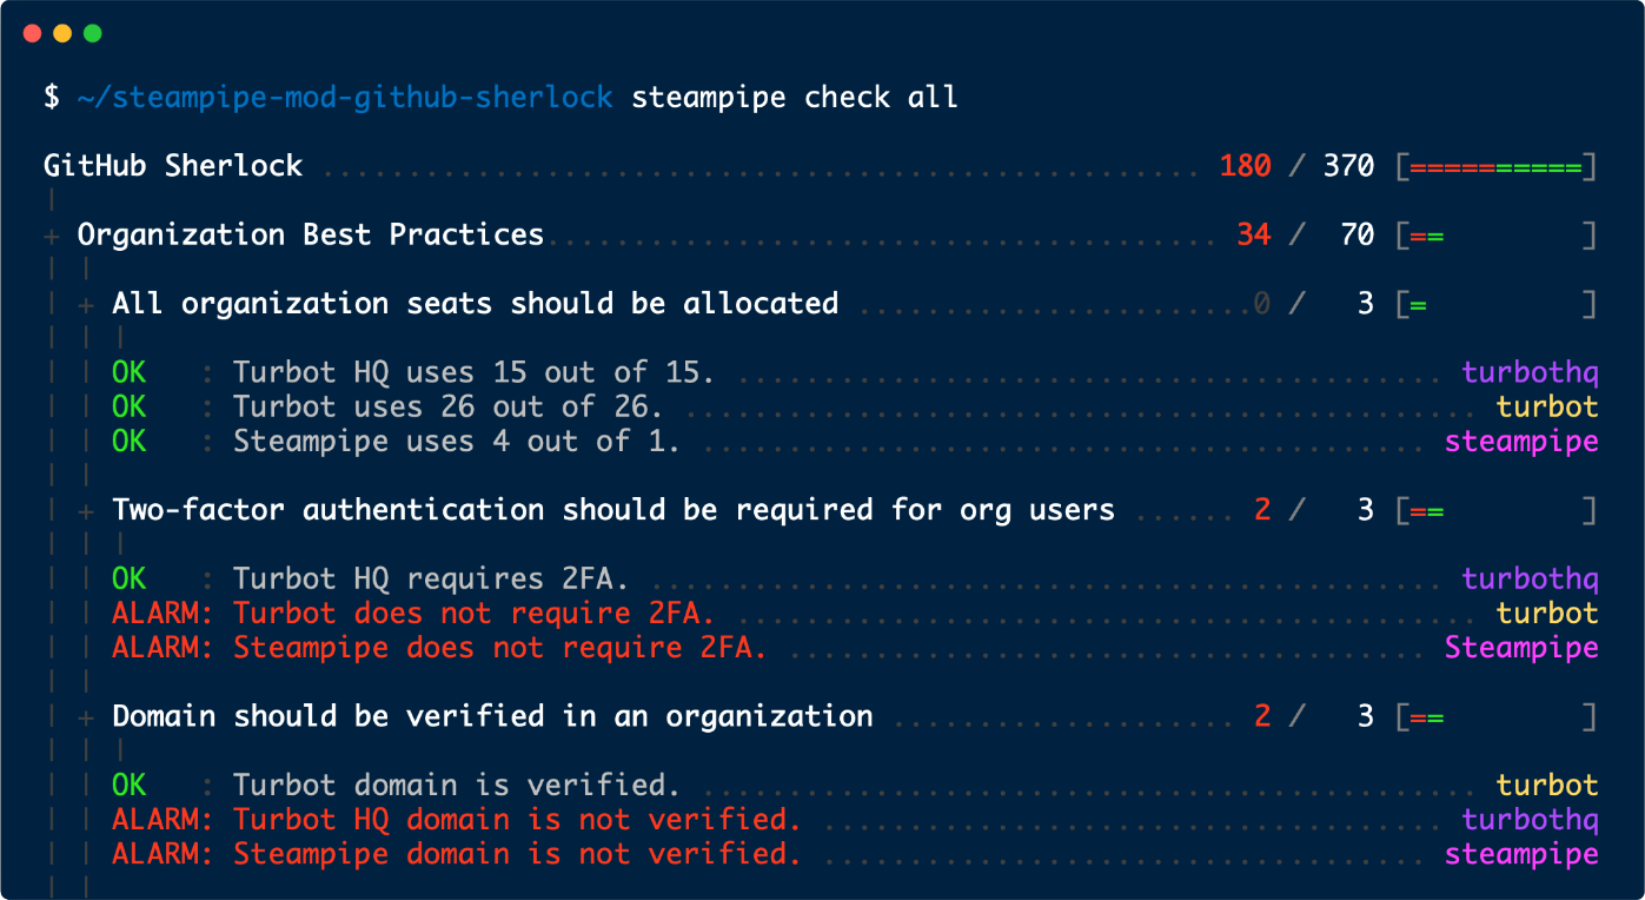 $ ~/steampipe-mod-github-sherlock steampipe check all
GitHub Sherlock ................................................... 180 / 370 [==========]
|
+ Organization Best Practices....................................... 34 / 70 [==        ]
| |
| + All organization seats should be allocated .......................0 / 3 [=         ]
| | |
| | OK : Turbot HQ uses 15 out of 15. ......................................... turbothq
| | OK : Turbot uses 26 out of 26. .............................................. turbot
| | OK : Steampipe uses 4 out of 1. .......................................... steampipe
| |
| + Two-factor authentication should be required for org users ...... 2 / 3 [==        ]
| | |
| | OK : Turbot HQ requires 2FA. .............................................. turbothq
| | ALARM: Turbot does not require 2FA. ........................................... turbot
| | ALARM: Steampipe does not require 2FA. ..................................... Steampipe
| |
| + Domain should be verified in an organization .................... 2 / 3 [==        ]
| | |
| | OK : Turbot domain is verified. ............................................. turbot
| | ALARM: Turbot HQ domain is not verified. .................................... turbothq
| | ALARM: Steampipe domain is not verified. ................................... steampipe
| |